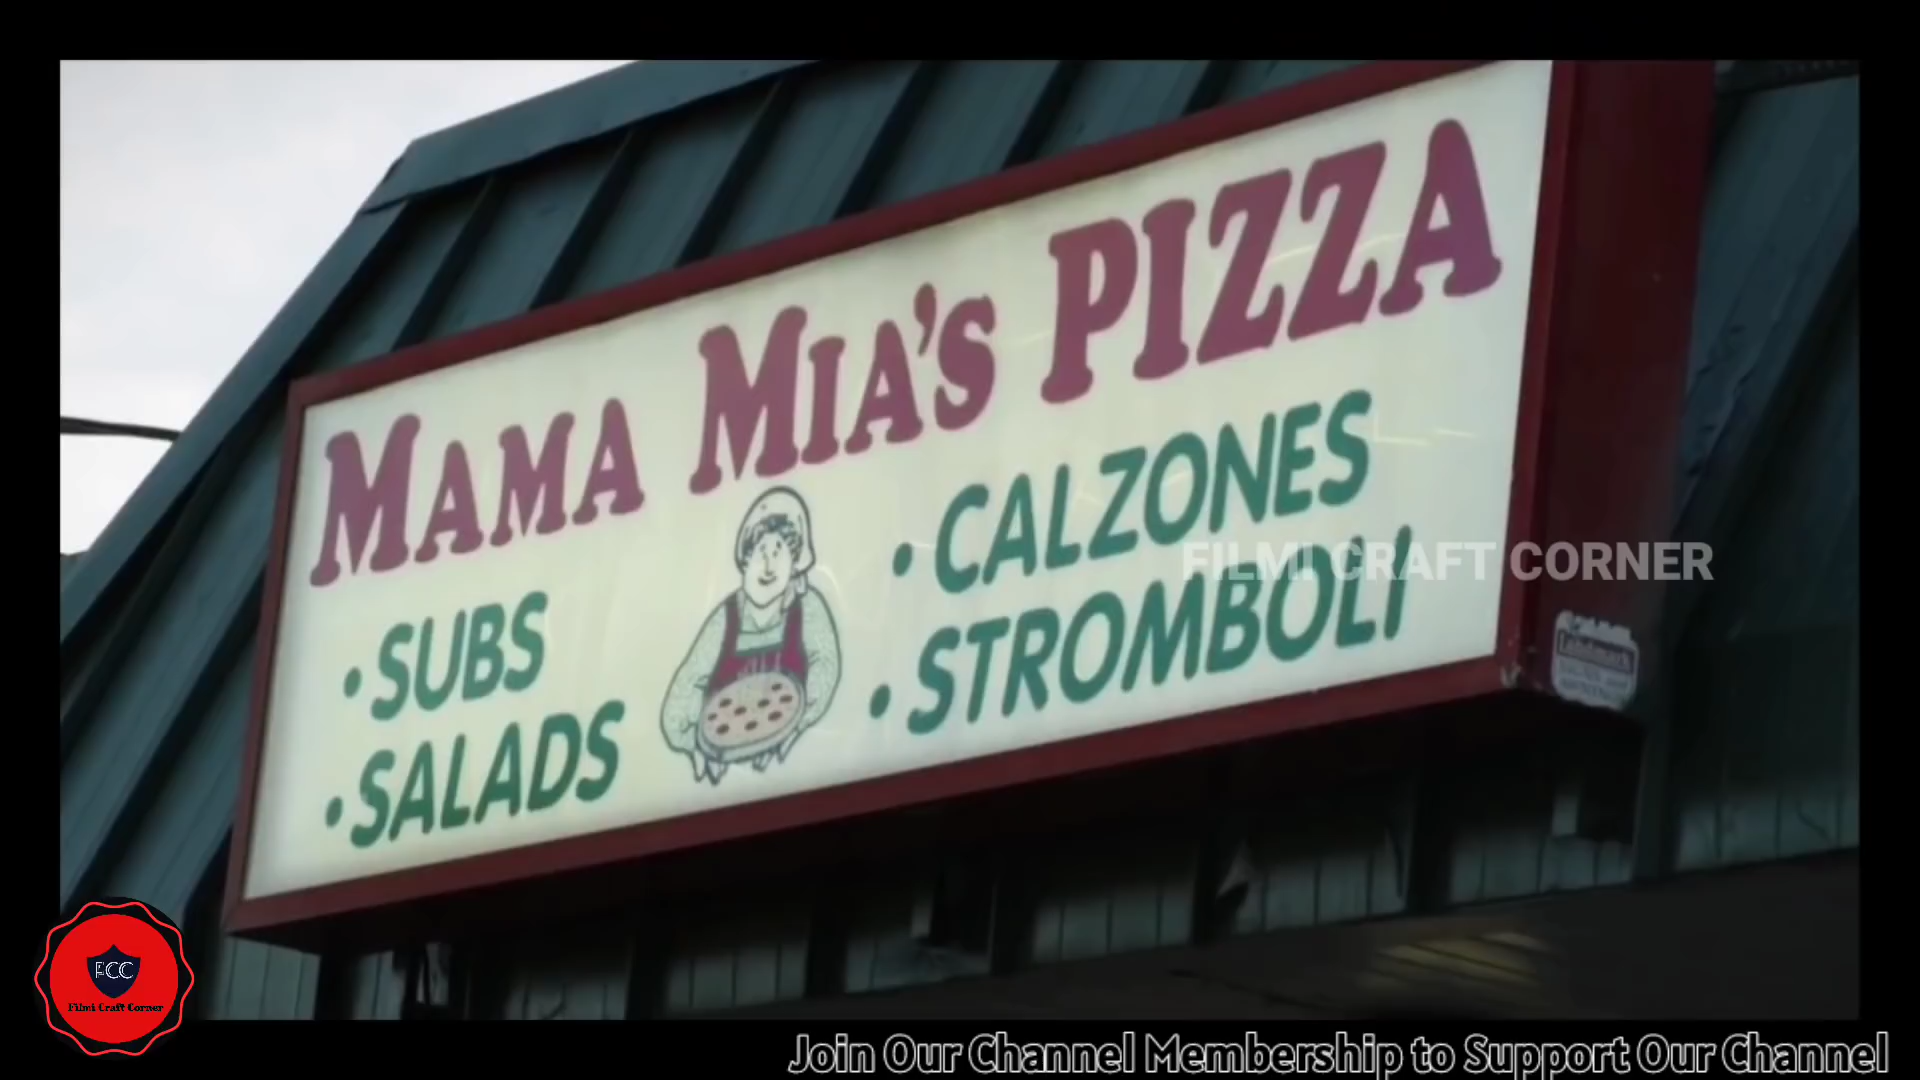 MAMA MIA'S PIZZA
• SUBS
• SALADS
• CALZONES
• STROMBOLI
FILMI CRAFT CORNER
Landmark
FCC
Filmi Craft Corner
Join Our Channel Membership to Support Our Channel